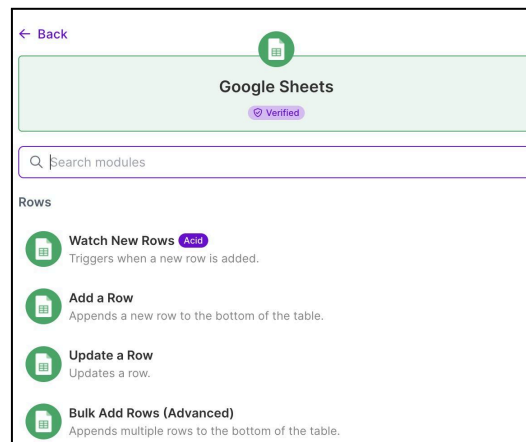 Back
Google Sheets
Verified
Search modules
Rows
Watch New Rows Acid
Triggers when a new row is added.
Add a Row
Appends a new row to the bottom of the table.
Update a Row
Updates a row.
Bulk Add Rows (Advanced)
Appends multiple rows to the bottom of the table.